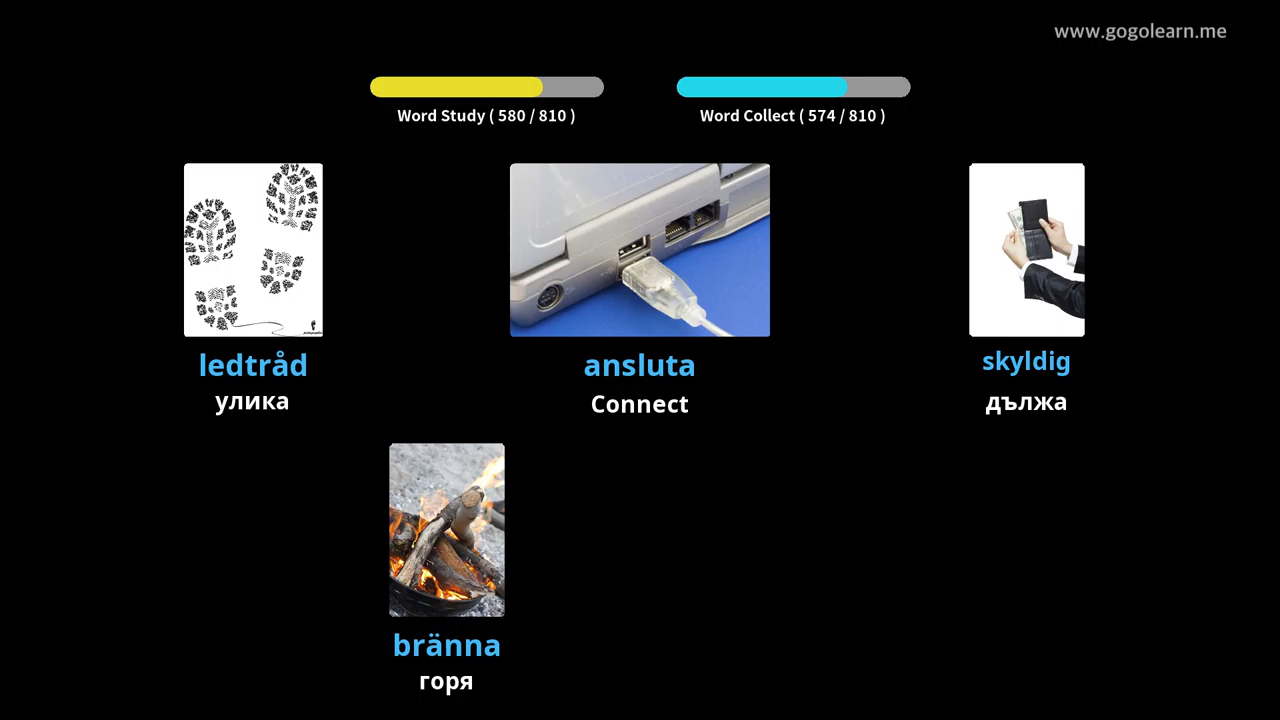 www.gogolearn.me
Word Study ( 580 / 810 )
Word Collect ( 574 / 810 )
ledtråd
улика
ansluta
Connect
skyldig
дължа
bränna
горя